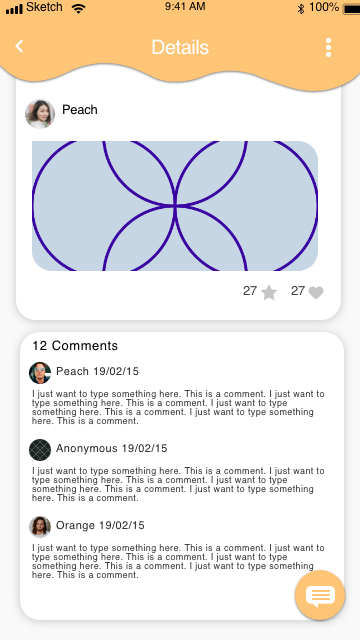 Sketch 9:41 AM 100%
Details
Peach
27 27
12 Comments
Peach 19/02/15
I just want to type something here. This is a comment. I just want to
type something here. This is a comment. I just want to type
something here. This is a comment. I just want to type something
here. This is a comment.
Anonymous 19/02/15
I just want to type something here. This is a comment. I just want to
type something here. This is a comment. I just want to type
something here. This is a comment. I just want to type something
here. This is a comment.
Orange 19/02/15
I just want to type something here. This is a comment. I just want to
type something here. This is a comment. I just want to type
something here. This is a comment. I just want to type something
here. This is a comment.